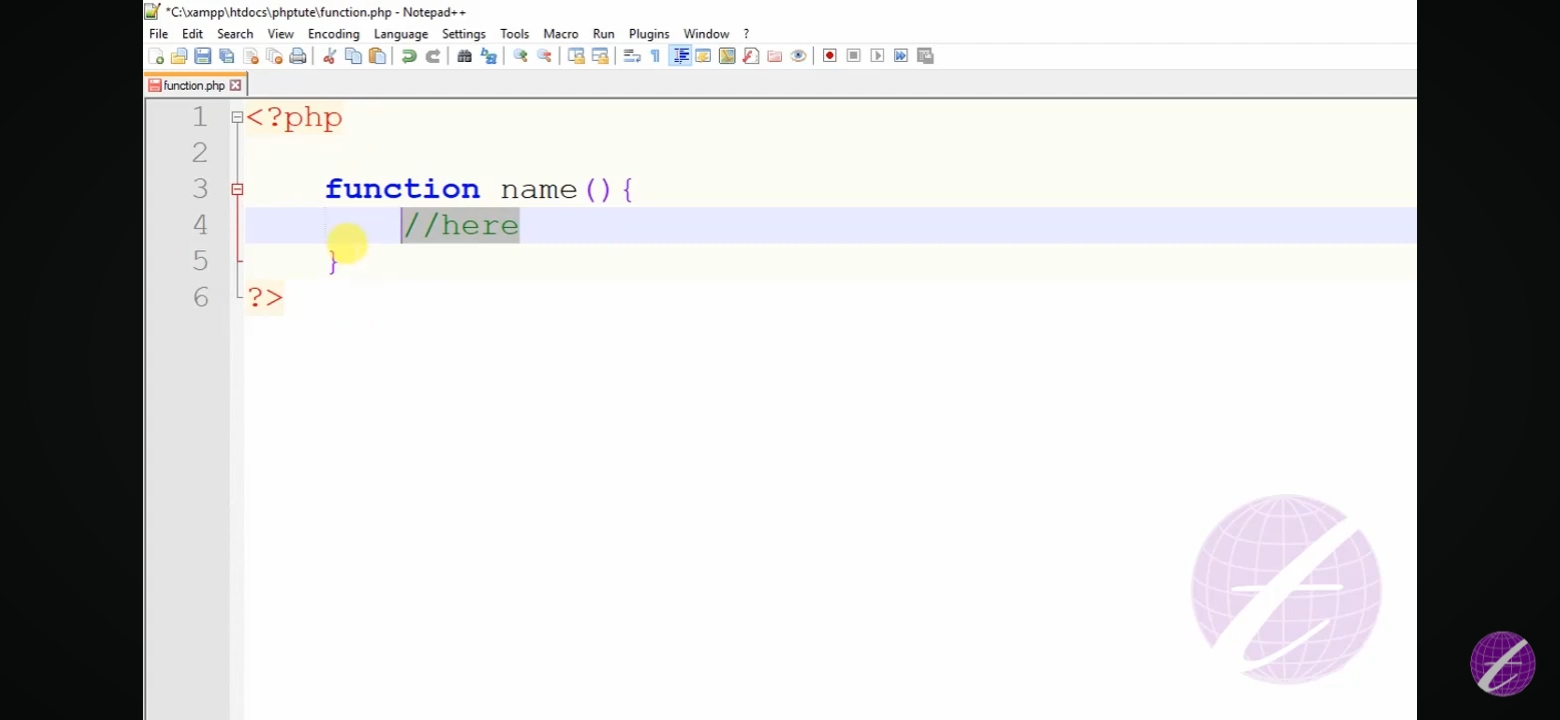 *C:\xampp\htdocs\phptute\function.php - Notepad++
File Edit Search View Encoding Language Settings Tools Macro Run Plugins Window ?
function.php
1 <?php
2
3 function name(){
4 //here
5 }
6 ?>